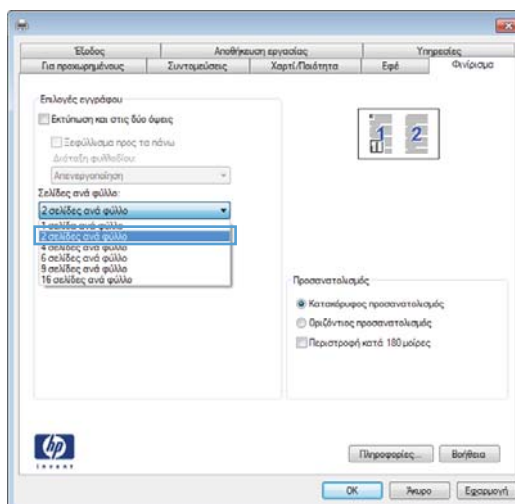 Έξοδος Αποθήκευση εργασίας Υπηρεσίες
Για προχωρημένους Συντομεύσεις Χαρτί/Ποιότητα Εφέ Φινίρισμα
Επιλογές εγγράφου
Εκτύπωση και στις δύο όψεις
Ξεφύλλισμα προς τα πάνω
Διάταξη φυλλαδίου:
Απενεργοποίηση
Σελίδες ανά φύλλο:
2 σελίδες ανά φύλλο
1 σελίδα ανά φύλλο
2 σελίδες ανά φύλλο
4 σελίδες ανά φύλλο
6 σελίδες ανά φύλλο
9 σελίδες ανά φύλλο
16 σελίδες ανά φύλλο
1 2
Προσανατολισμός
Κατακόρυφος προσανατολισμός
Οριζόντιος προσανατολισμός
Περιστροφή κατά 180 μοίρες
hp
invent
Πληροφορίες... Βοήθεια
OK Άκυρο Εφαρμογή